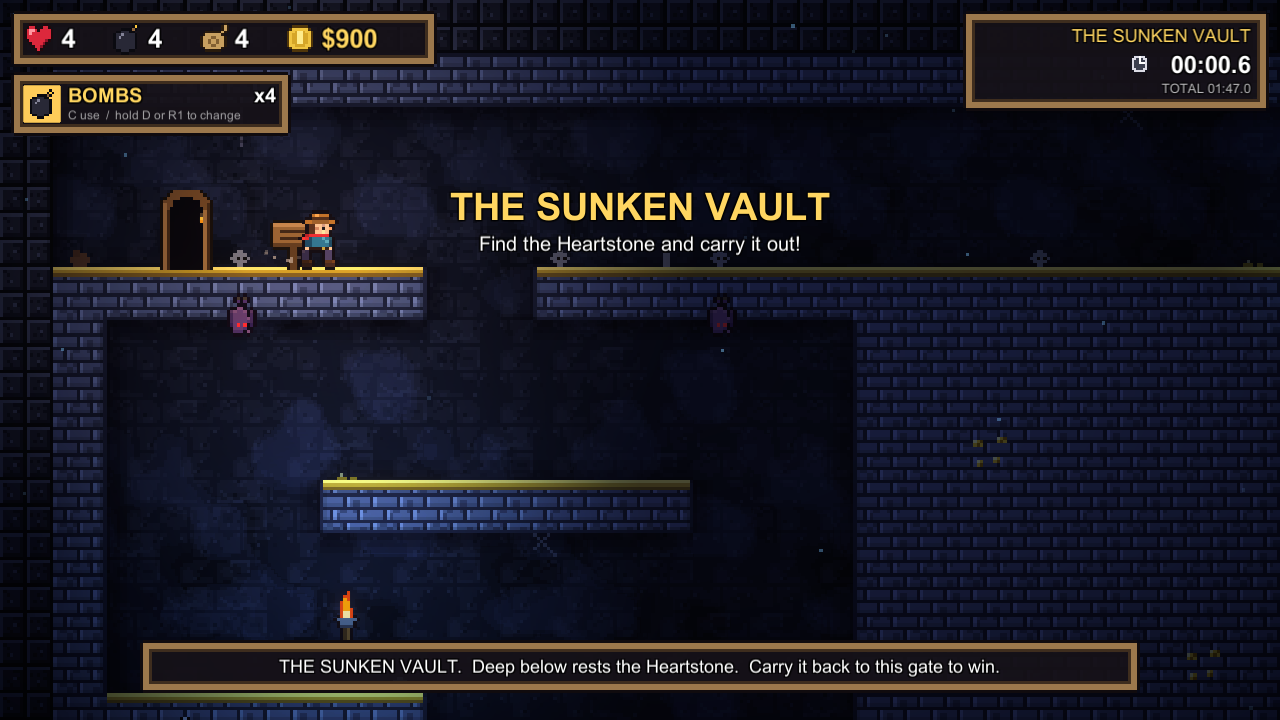 4 4 4 $900
BOMBS x4
C use / hold D or R1 to change
THE SUNKEN VAULT
00:00.6
TOTAL 01:47.0
THE SUNKEN VAULT
Find the Heartstone and carry it out!
THE SUNKEN VAULT. Deep below rests the Heartstone. Carry it back to this gate to win.